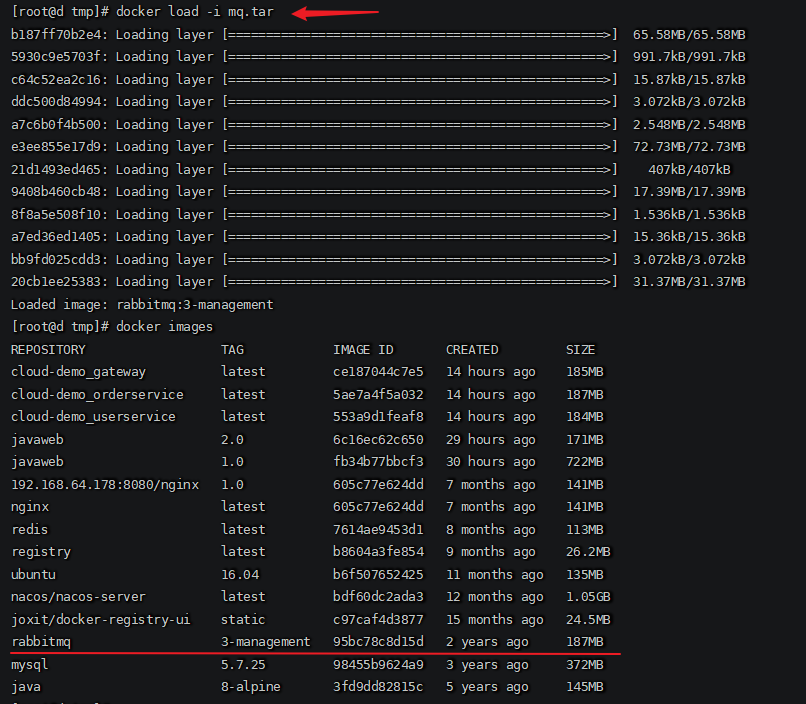 [root@d tmp]# docker load -i mq.tar
b187ff70b2e4: Loading layer [==================================================>]  65.58MB/65.58MB
5930c9e5703f: Loading layer [==================================================>]  991.7kB/991.7kB
c64c52ea2c16: Loading layer [==================================================>]  15.87kB/15.87kB
ddc500d84994: Loading layer [==================================================>]  3.072kB/3.072kB
a7c6b0f4b500: Loading layer [==================================================>]  2.548MB/2.548MB
e3ee855e17d9: Loading layer [==================================================>]  72.73MB/72.73MB
21d1493ed465: Loading layer [==================================================>]    407kB/407kB
9408b460cb48: Loading layer [==================================================>]  17.39MB/17.39MB
8f8a5e508f10: Loading layer [==================================================>]  1.536kB/1.536kB
a7ed36ed1405: Loading layer [==================================================>]  15.36kB/15.36kB
bb9fd025cdd3: Loading layer [==================================================>]  3.072kB/3.072kB
20cb1ee25383: Loading layer [==================================================>]  31.37MB/31.37MB
Loaded image: rabbitmq:3-management
[root@d tmp]# docker images
REPOSITORY                  TAG            IMAGE ID       CREATED         SIZE
cloud-demo_gateway          latest         ce187044c7e5   14 hours ago    185MB
cloud-demo_orderservice     latest         5ae7a4f5a032   14 hours ago    187MB
cloud-demo_userservice      latest         553a9d1feaf8   14 hours ago    184MB
javaweb                     2.0            6c16ec62c650   29 hours ago    171MB
javaweb                     1.0            fb34b77bbcf3   30 hours ago    722MB
192.168.64.178:8080/nginx   1.0            605c77e624dd   7 months ago    141MB
nginx                       latest         605c77e624dd   7 months ago    141MB
redis                       latest         7614ae9453d1   8 months ago    113MB
registry                    latest         b8604a3fe854   9 months ago    26.2MB
ubuntu                      16.04          b6f507652425   11 months ago   135MB
nacos/nacos-server          latest         bdf60dc2ada3   12 months ago   1.05GB
joxit/docker-registry-ui    static         c97caf4d3877   15 months ago   24.5MB
rabbitmq                    3-management   95bc78c8d15d   2 years ago     187MB
mysql                       5.7.25         98455b9624a9   3 years ago     372MB
java                        8-alpine       3fd9dd82815c   5 years ago     145MB